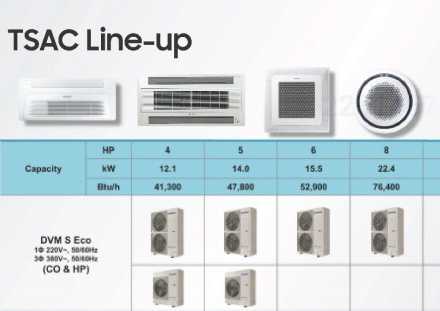 TSAC Line-up
HP 4 5 6 8
Capacity kW 12.1 14.0 15.5 22.4
Btu/h 41,300 47,800 52,900 76,400
DVM S Eco
1Φ 220V~, 50/60Hz
3Φ 380V~, 50/60Hz
(CO & HP)